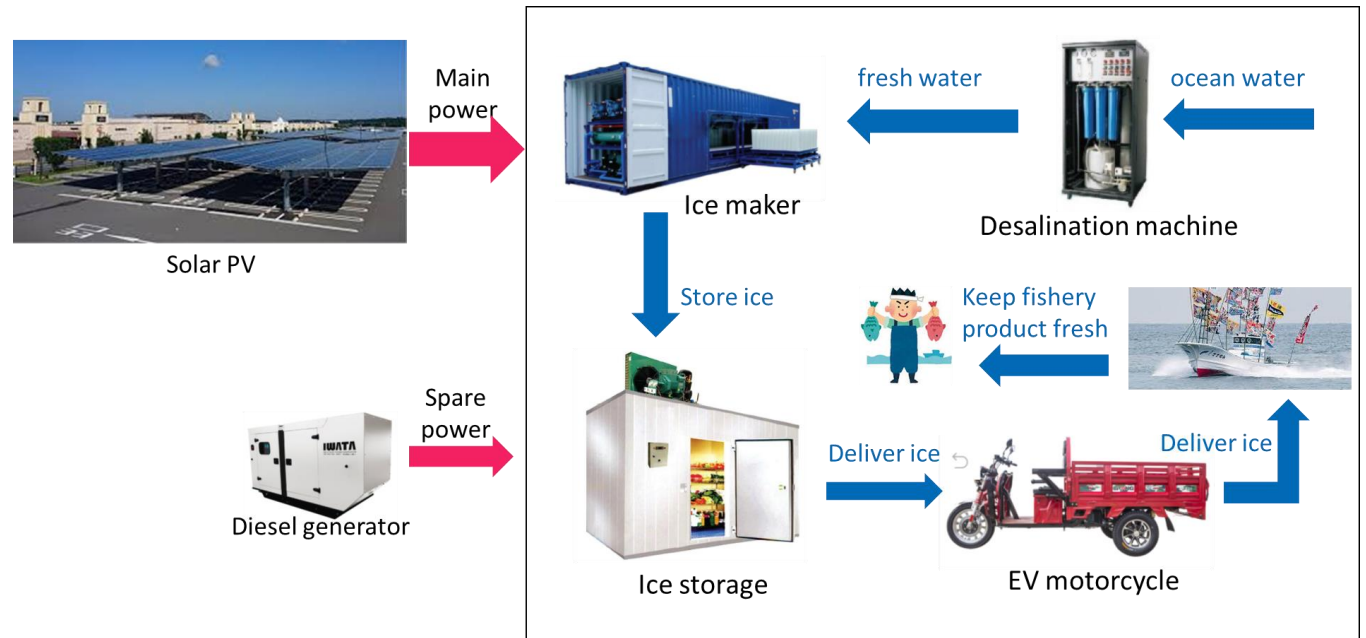 Main
power
Solar PV
Spare
power
IWATA
Diesel generator
fresh water
ocean water
Ice maker
Desalination machine
Store ice
Keep fishery
product fresh
Deliver ice
Deliver ice
Ice storage
EV motorcycle